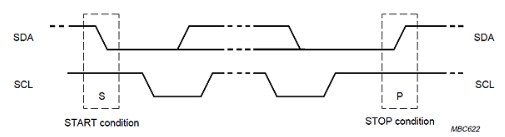 SDA SDA
SCL S P SCL
START condition STOP condition
MBC622